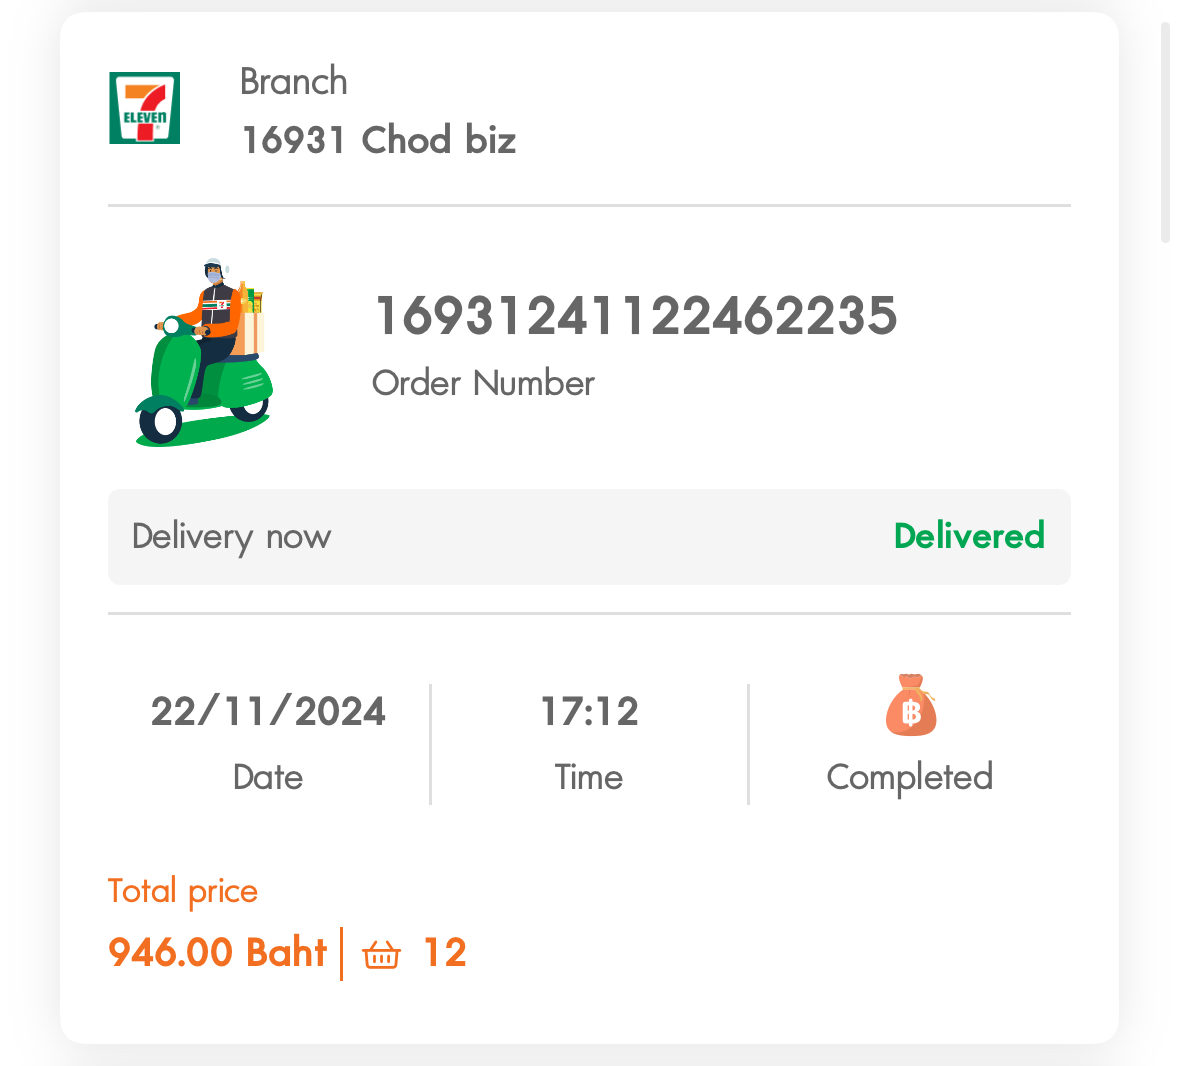 7
ELEVEN
Branch
16931 Chod biz
16931241122462235
Order Number
Delivery now
Delivered
22/11/2024
Date
17:12
Time
฿
Completed
Total price
946.00 Baht
12